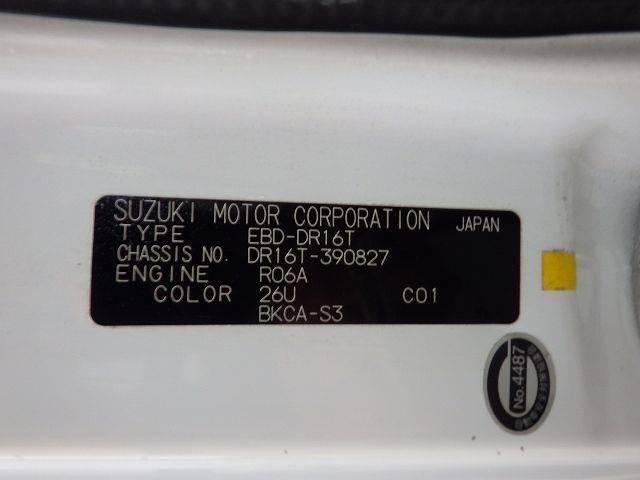 SUZUKI MOTOR CORPORATION JAPAN
TYPE EBD-DR16T
CHASSIS NO. DR16T-390827
ENGINE R06A
COLOR 26U C01
BKCA-S3
No.4487